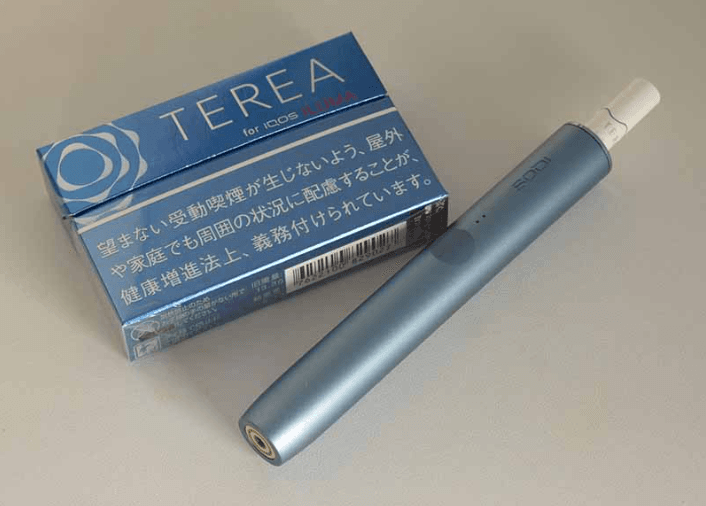 TEREA
for IQOS ILUMA
望まない受動喫煙が生じないよう、屋外
や家庭でも周囲の状況に配慮することが、
健康増進法上、義務付けられています。
IQOS